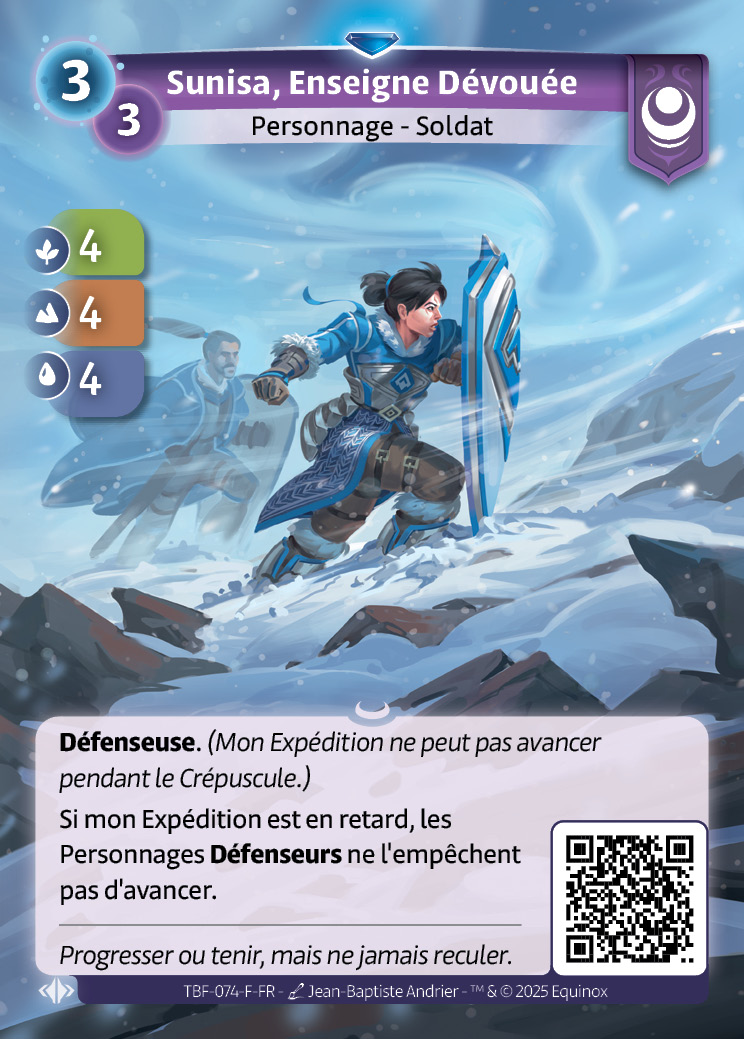 3
Sunisa, Enseigne Dévouée
3
Personnage - Soldat
4
4
4
Défenseuse. (Mon Expédition ne peut pas avancer
pendant le Crépuscule.)
Si mon Expédition est en retard, les
Personnages Défenseurs ne l'empêchent
pas d'avancer.
Progresser ou tenir, mais ne jamais reculer.
TBF-074-F-FR - Jean-Baptiste Andrier - ™ & © 2025 Equinox